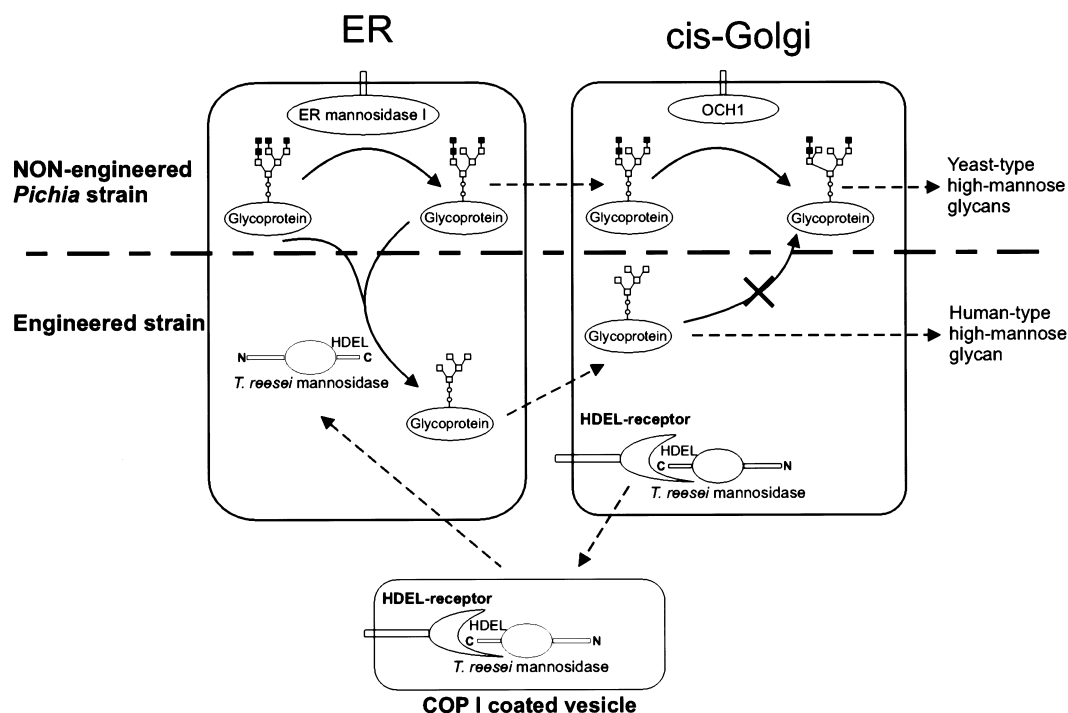 ER
cis-Golgi
ER mannosidase I
OCH1
NON-engineered
Pichia strain
Glycoprotein
Glycoprotein
Glycoprotein
Glycoprotein
Yeast-type
high-mannose
glycans
Engineered strain
HDEL
N
C
T. reesei mannosidase
Glycoprotein
Glycoprotein
Human-type
high-mannose
glycan
HDEL-receptor
HDEL
C
N
T. reesei mannosidase
HDEL-receptor
HDEL
C
N
T. reesei mannosidase
COP I coated vesicle